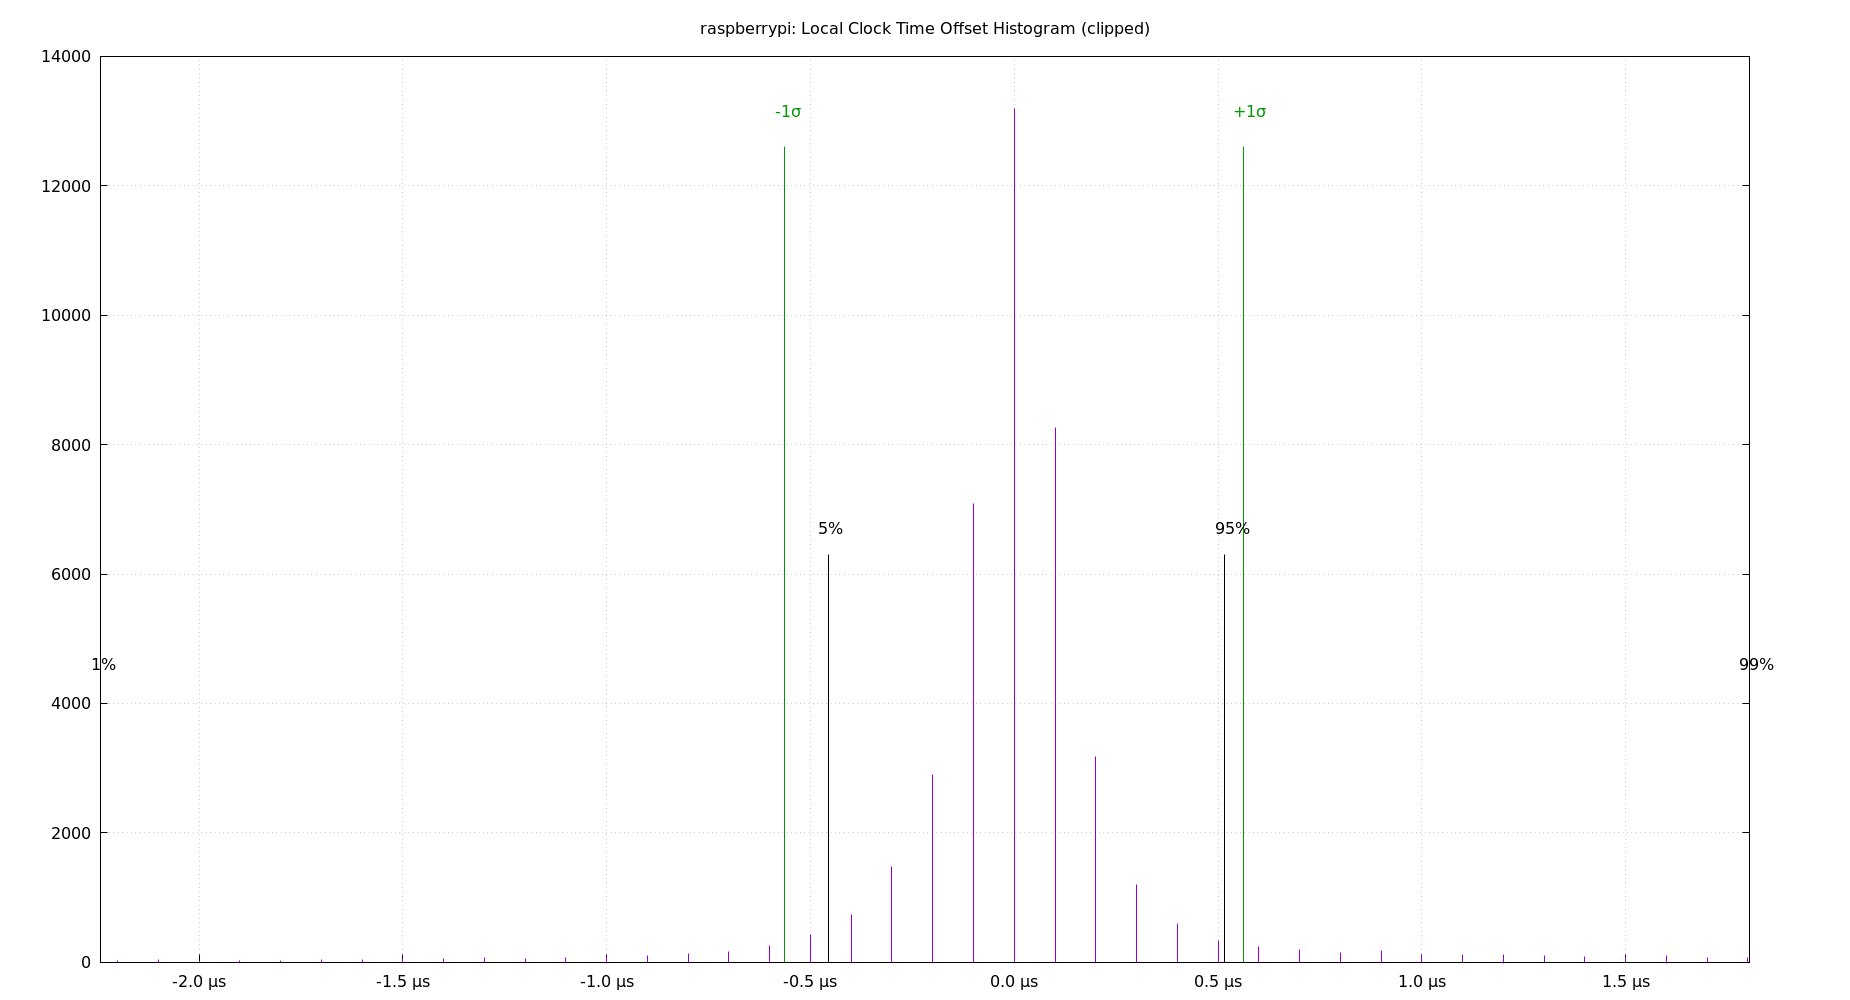 raspberrypi: Local Clock Time Offset Histogram (clipped)
14000
-1σ
+1σ
12000
10000
8000
5%
95%
6000
1%
99%
4000
2000
0
-2.0 μs
-1.5 μs
-1.0 μs
-0.5 μs
0.0 μs
0.5 μs
1.0 μs
1.5 μs